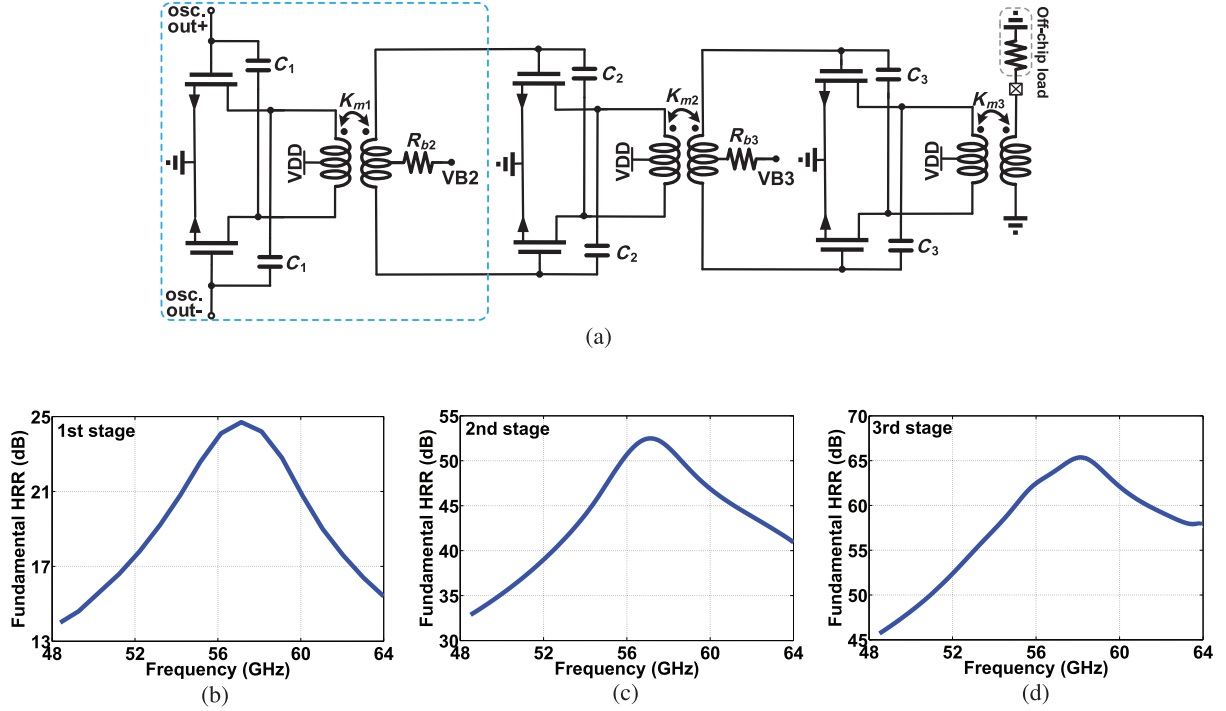 osc.
out+
C1
Km1
Rb2
VB2
VDD
C1
osc.
out-
C2
Km2
Rb3
VB3
VDD
C2
C3
Km3
VDD
C3
Off-chip load
(a)
1st stage
Fundamental HRR (dB)
25
21
17
13
48
52
56
60
64
Frequency (GHz)
(b)
2nd stage
Fundamental HRR (dB)
55
50
45
40
35
30
48
52
56
60
64
Frequency (GHz)
(c)
3rd stage
Fundamental HRR (dB)
70
65
60
55
50
45
48
52
56
60
64
Frequency (GHz)
(d)